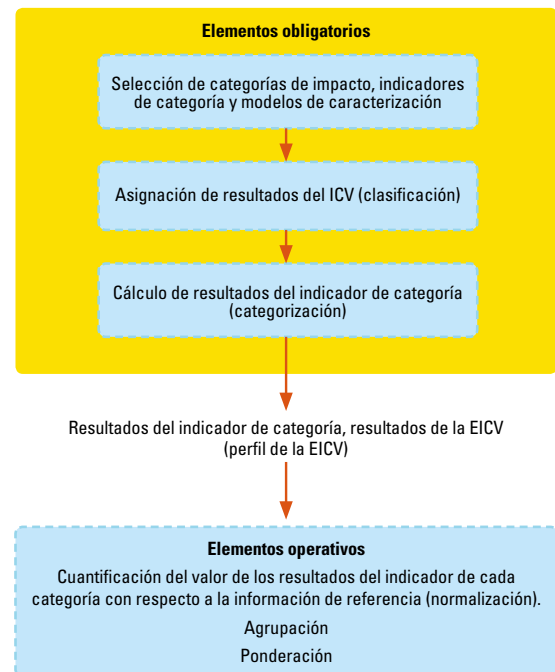 Elementos obligatorios
Selección de categorías de impacto, indicadores
de categoría y modelos de caracterización
Asignación de resultados del ICV (clasificación)
Cálculo de resultados del indicador de categoría
(categorización)
Resultados del indicador de categoría, resultados de la EICV
(perfil de la EICV)
Elementos operativos
Cuantificación del valor de los resultados del indicador de cada
categoría con respecto a la información de referencia (normalización).
Agrupación
Ponderación